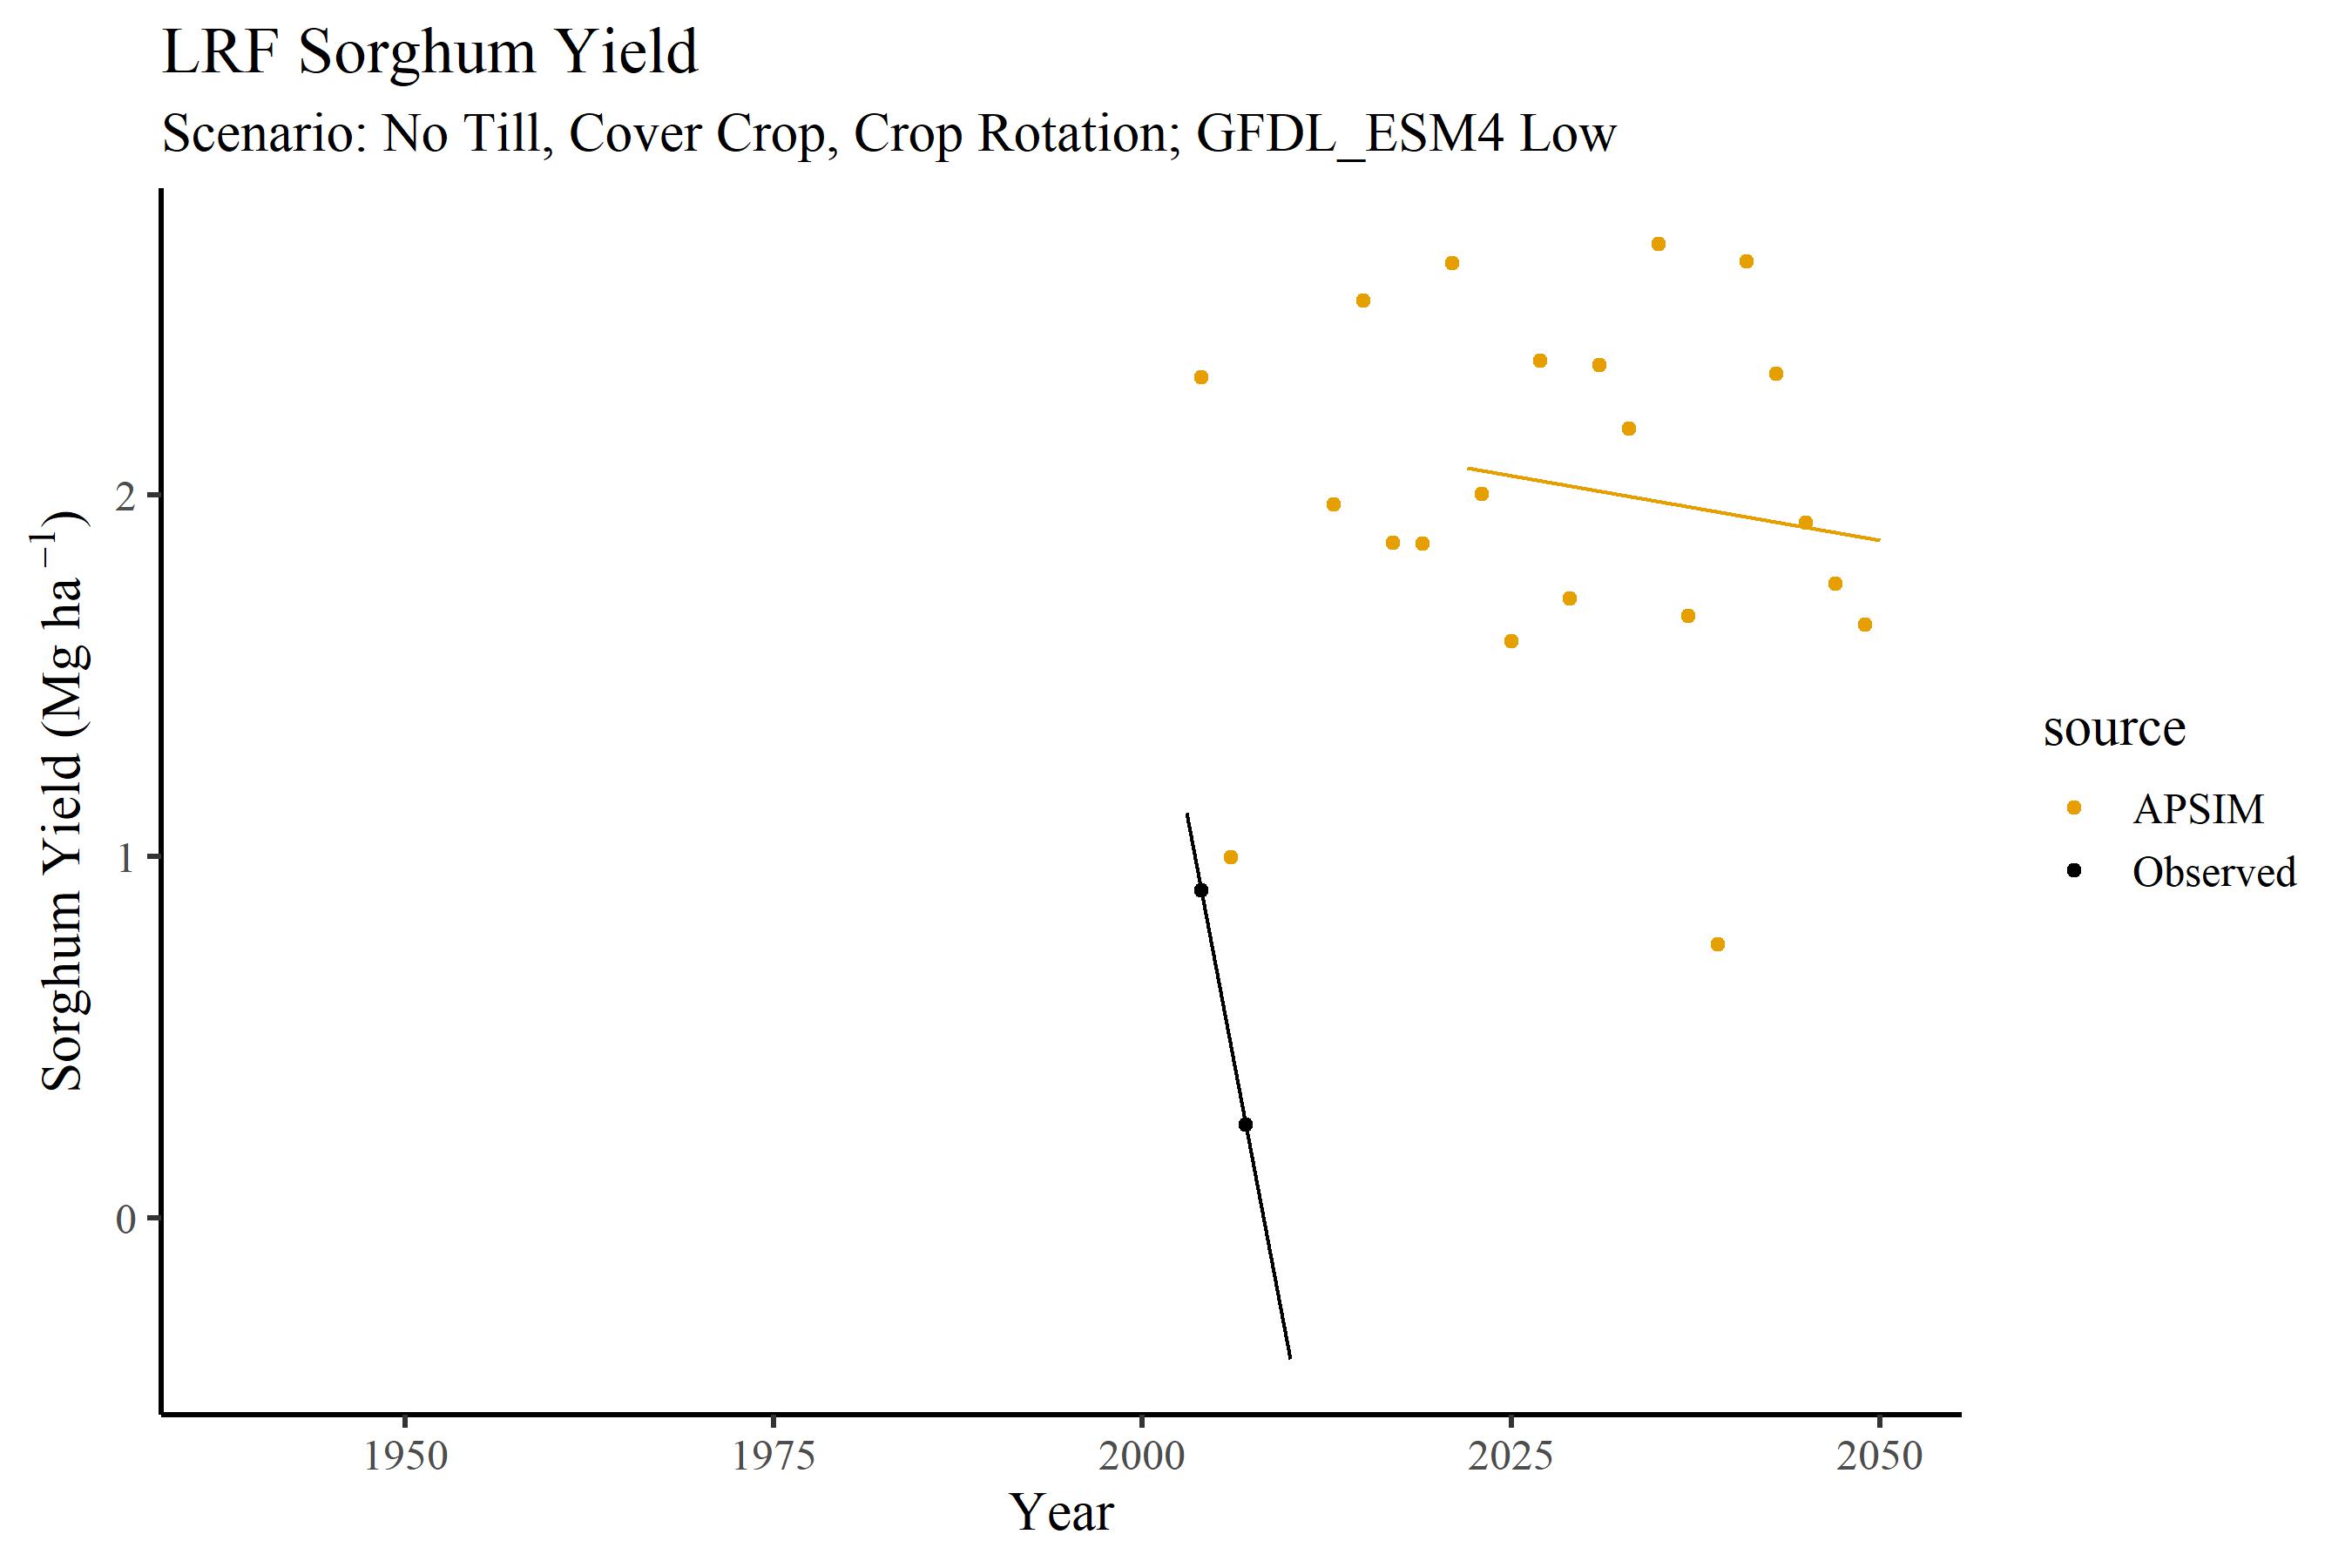 LRF Sorghum Yield
Scenario: No Till, Cover Crop, Crop Rotation; GFDL_ESM4 Low
Sorghum Yield (Mg ha⁻¹)
2
1
0
1950 1975 2000 2025 2050
Year
source
APSIM
Observed